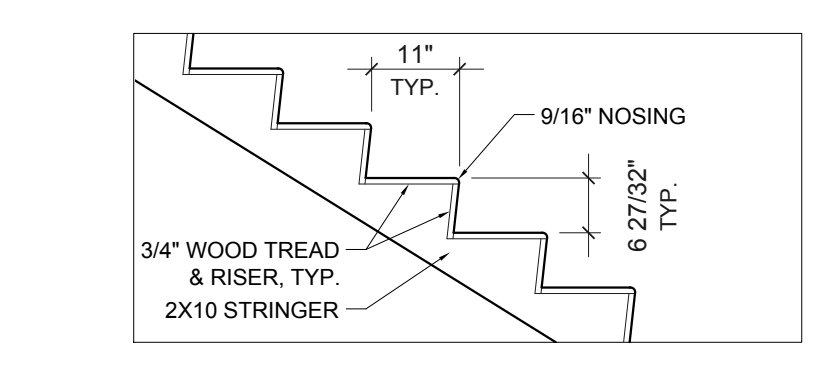 11"
TYP.
9/16" NOSING
6 27/32"
TYP.
3/4" WOOD TREAD
& RISER, TYP.
2X10 STRINGER